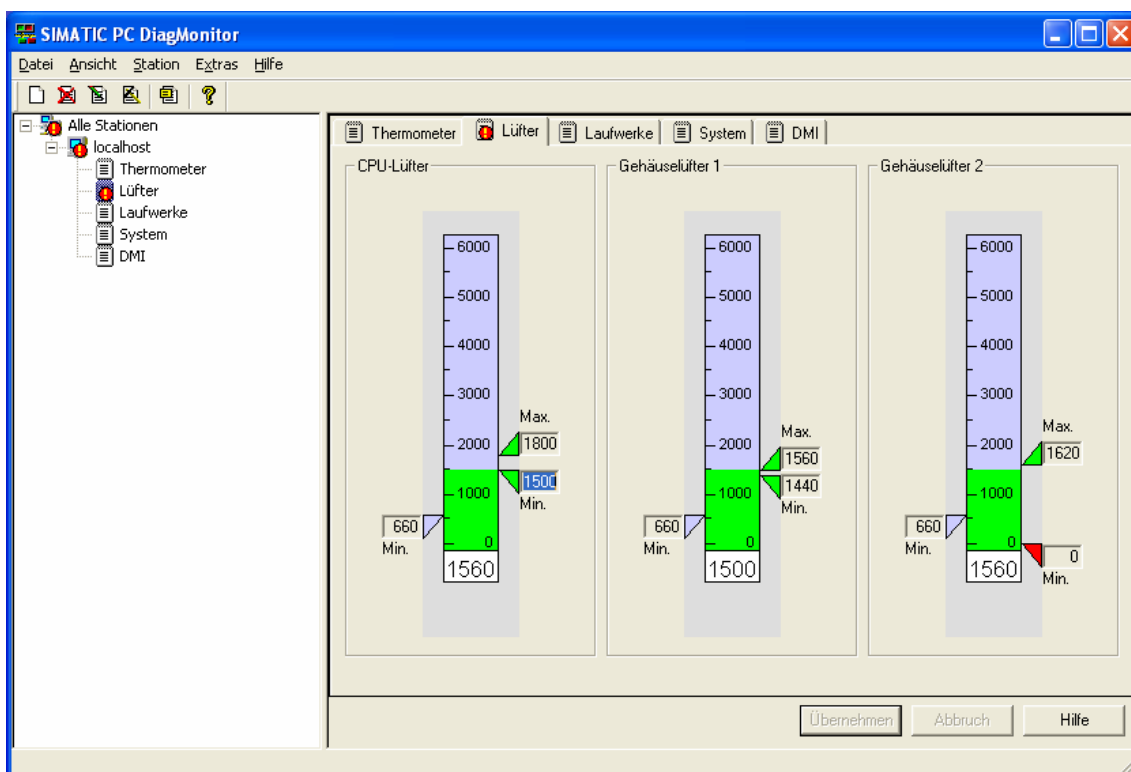 SIMATIC PC DiagMonitor
Datei Ansicht Station Extras Hilfe
Alle Stationen
localhost
Thermometer
Lüfter
Laufwerke
System
DMI
Thermometer Lüfter Laufwerke System DMI
CPU-Lüfter
6000
5000
4000
3000
2000
1000
0
Max.
1800
1500
Min.
660
Min.
1560
Gehäuselüfter 1
6000
5000
4000
3000
2000
1000
0
Max.
1560
1440
Min.
660
Min.
1500
Gehäuselüfter 2
6000
5000
4000
3000
2000
1000
0
Max.
1620
660
Min.
0
Min.
1560
Übernehmen Abbruch Hilfe